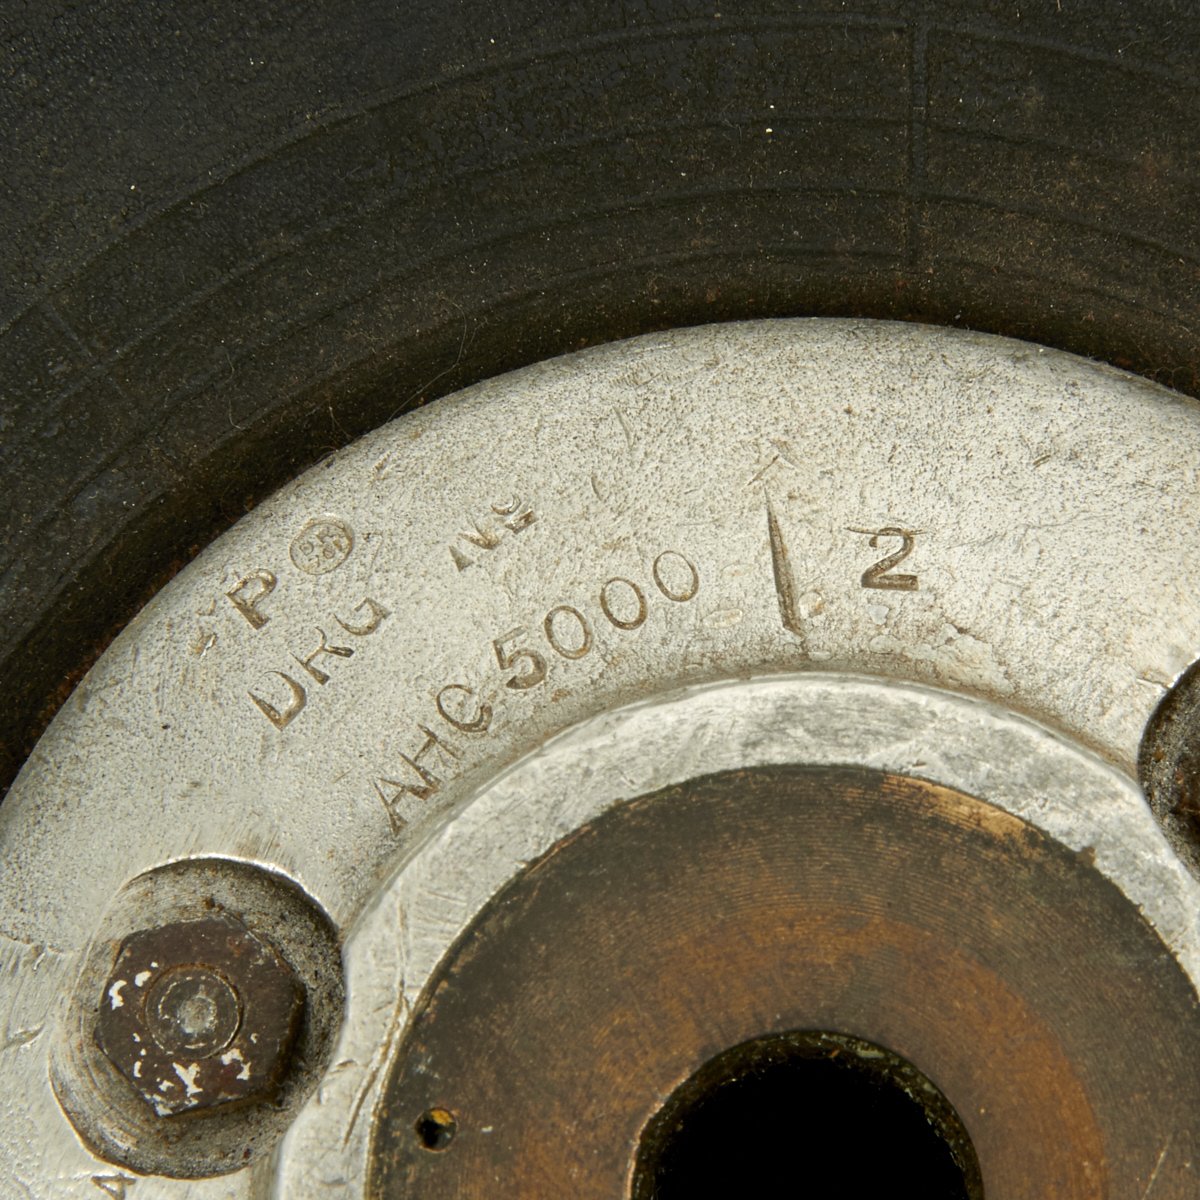 P
DRG Nº
AHC 5000 / 2